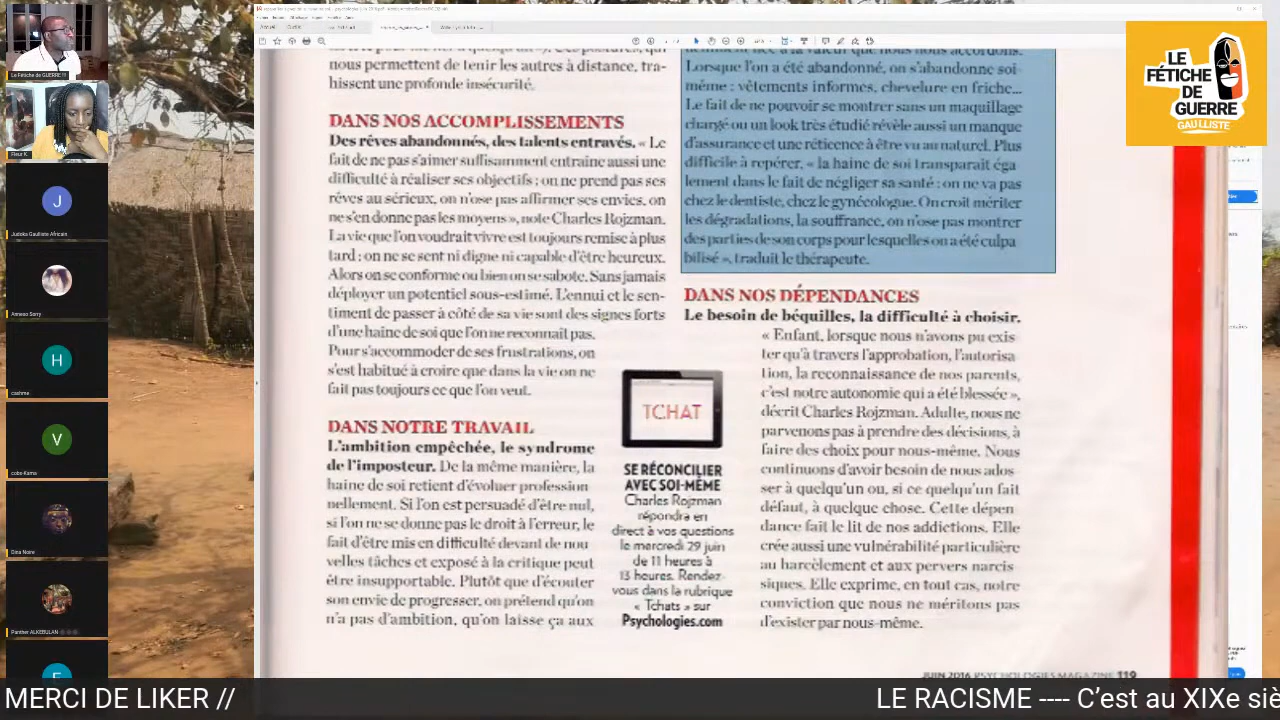 Le Fétiche de GUERRE !!!
Fleur K
J
Judoka Gaulliste Africain
H
V
coba-Kama
Dina Noire
Panther ALKEBULAN
nous permettent de tenir les autres à distance, tra-
hissent une profonde insécurité.
DANS NOS ACCOMPLISSEMENTS
Des rêves abandonnés, des talents entravés. « Le
fait de ne pas s'aimer suffisamment entraîne aussi une
difficulté à réaliser ses objectifs : on ne prend pas ses
rêves au sérieux, on n'ose pas affirmer ses envies, on
ne s'en donne pas les moyens », note Charles Rojzman.
La vie que l'on voudrait vivre est toujours remise à plus
tard : on ne se sent ni digne ni capable d'être heureux.
Alors on se conforme ou bien on se sabote. Sans jamais
déployer un potentiel sous-estimé. L'ennui et le sen-
timent de passer à côté de sa vie sont des signes forts
d'une haine de soi que l'on ne reconnaît pas.
Pour s'accommoder de ses frustrations, on
s'est habitué à croire que dans la vie on ne
fait pas toujours ce que l'on veut.
DANS NOTRE TRAVAIL
L'ambition empêchée, le syndrome
de l'imposteur. De la même manière, la
haine de soi retient d'évoluer profession
nellement. Si l'on est persuadé d'être nul,
si l'on ne se donne pas le droit à l'erreur, le
fait d'être mis en difficulté devant de nou
velles tâches et exposé à la critique peut
être insupportable. Plutôt que d'écouter
son envie de progresser, on prétend qu'on
n'a pas d'ambition, qu'on laisse ça aux
TCHAT
SE RÉCONCILIER
AVEC SOI-MÊME
Charles Rojzman
répondra en
direct à vos questions
le mercredi 29 juin
de 11 heures à
13 heures. Rendez-
vous dans la rubrique
« Tchats » sur
Psychologies.com
Lorsque l'on a été abandonné, on s'abandonne soi-
même : vêtements informes, chevelure en friche...
Le fait de ne pouvoir se montrer sans un maquillage
chargé ou un look très étudié révèle aussi un manque
d'assurance et une réticence à être vu au naturel. Plus
difficile à repérer, « la haine de soi transparaît éga-
lement dans le fait de négliger sa santé : on ne va pas
chez le dentiste, chez le gynécologue. On croit mériter
les dégradations, la souffrance, on n'ose pas montrer
des parties de son corps pour lesquelles on a été culpa
bilisé », traduit le thérapeute.
DANS NOS DÉPENDANCES
Le besoin de béquilles, la difficulté à choisir.
« Enfant, lorsque nous n'avons pu exis-
ter qu'à travers l'approbation, l'autorisa-
tion, la reconnaissance de nos parents,
c'est notre autonomie qui a été blessée »,
décrit Charles Rojzman. Adulte, nous ne
parvenons pas à prendre des décisions, à
faire des choix pour nous-même. Nous
continuons d'avoir besoin de nous ados-
ser à quelqu'un ou, si ce quelqu'un fait
défaut, à quelque chose. Cette dépen-
dance fait le lit de nos addictions. Elle
crée aussi une vulnérabilité particulière
au harcèlement et aux pervers narcis-
siques. Elle exprime, en tout cas, notre
conviction que nous ne méritons pas
d'exister par nous-même.
JUIN 2016 PSYCHOLOGIES MAGAZINE 119
LE
FÉTICHE
DE
GUERRE
GAULLISTE
MERCI DE LIKER //
LE RACISME ---- C'est au XIXe siè